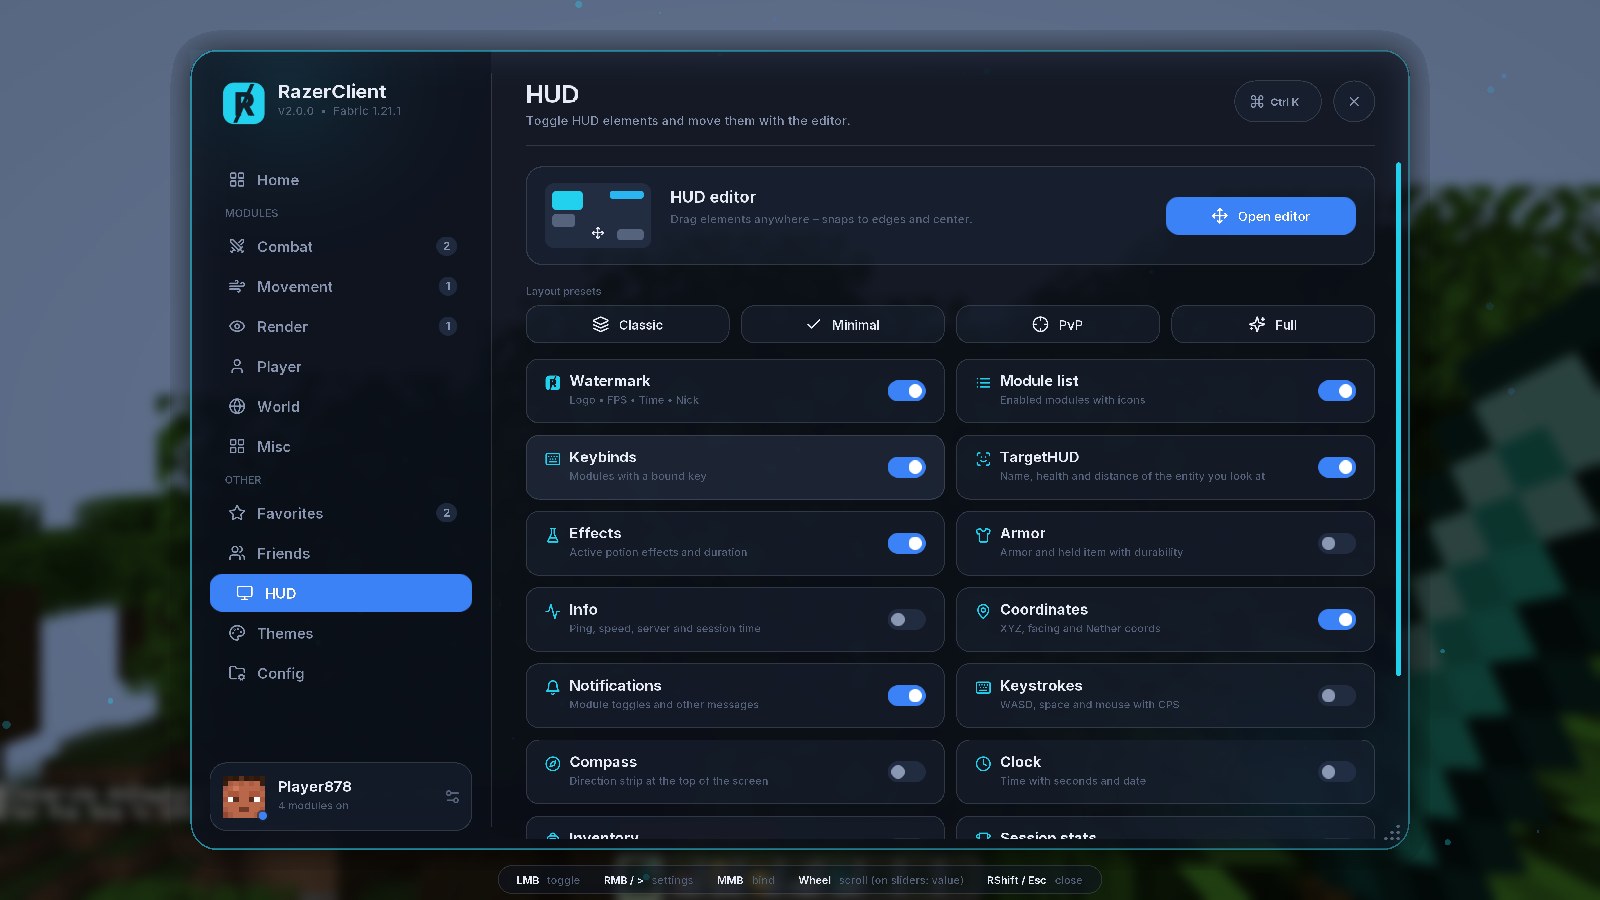 RazerClient
v2.0.0 • Fabric 1.21.1
Home
MODULES
Combat 2
Movement 1
Render 1
Player
World
Misc
OTHER
Favorites 2
Friends
HUD
Themes
Config
Player878
4 modules on
HUD
Toggle HUD elements and move them with the editor.
Ctrl K
HUD editor
Drag elements anywhere – snaps to edges and center.
Open editor
Layout presets
Classic
Minimal
PvP
Full
Watermark
Logo • FPS • Time • Nick
Module list
Enabled modules with icons
Keybinds
Modules with a bound key
TargetHUD
Name, health and distance of the entity you look at
Effects
Active potion effects and duration
Armor
Armor and held item with durability
Info
Ping, speed, server and session time
Coordinates
XYZ, facing and Nether coords
Notifications
Module toggles and other messages
Keystrokes
WASD, space and mouse with CPS
Compass
Direction strip at the top of the screen
Clock
Time with seconds and date
Inventory
Session stats
LMB toggle RMB / > settings MMB bind Wheel scroll (on sliders: value) RShift / Esc close